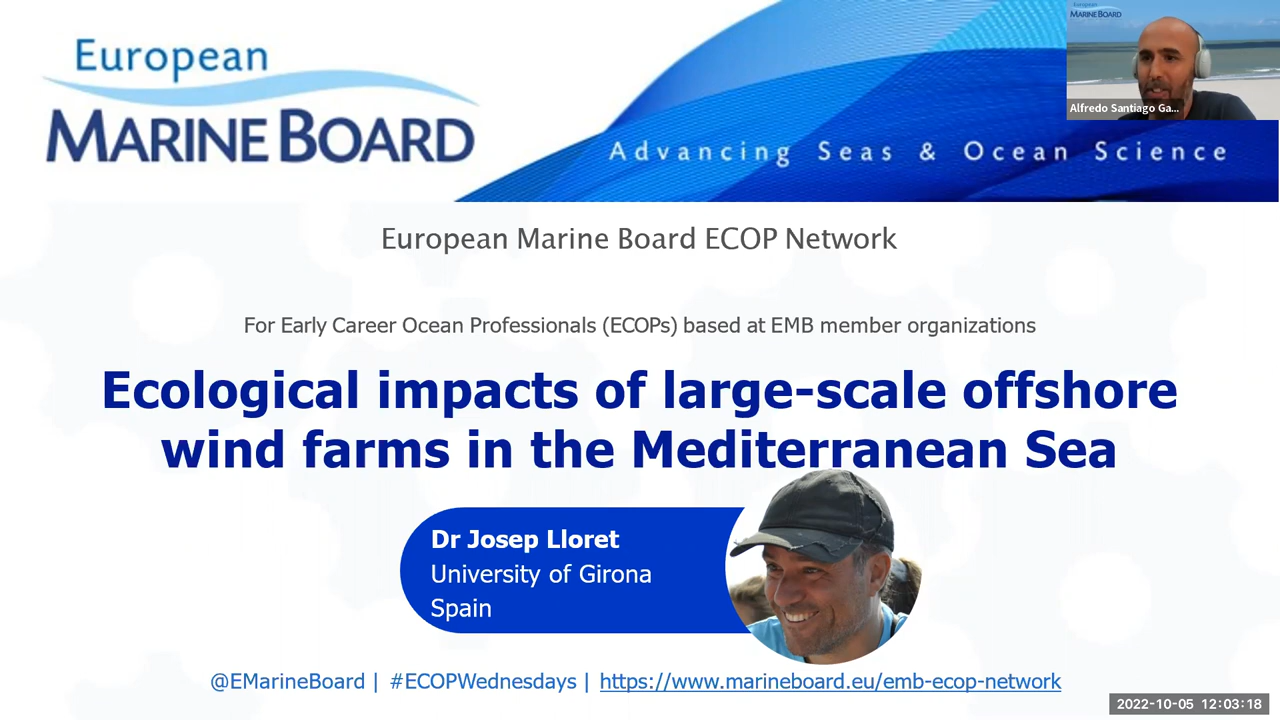 European
MARINE BOARD
European
MARINE BOARD
Alfredo Santiago Ga...
Advancing Seas & Ocean Science
European Marine Board ECOP Network
For Early Career Ocean Professionals (ECOPs) based at EMB member organizations
Ecological impacts of large-scale offshore
wind farms in the Mediterranean Sea
Dr Josep Lloret
University of Girona
Spain
@EMarineBoard | #ECOPWednesdays | https://www.marineboard.eu/emb-ecop-network
2022-10-05 12:03:18